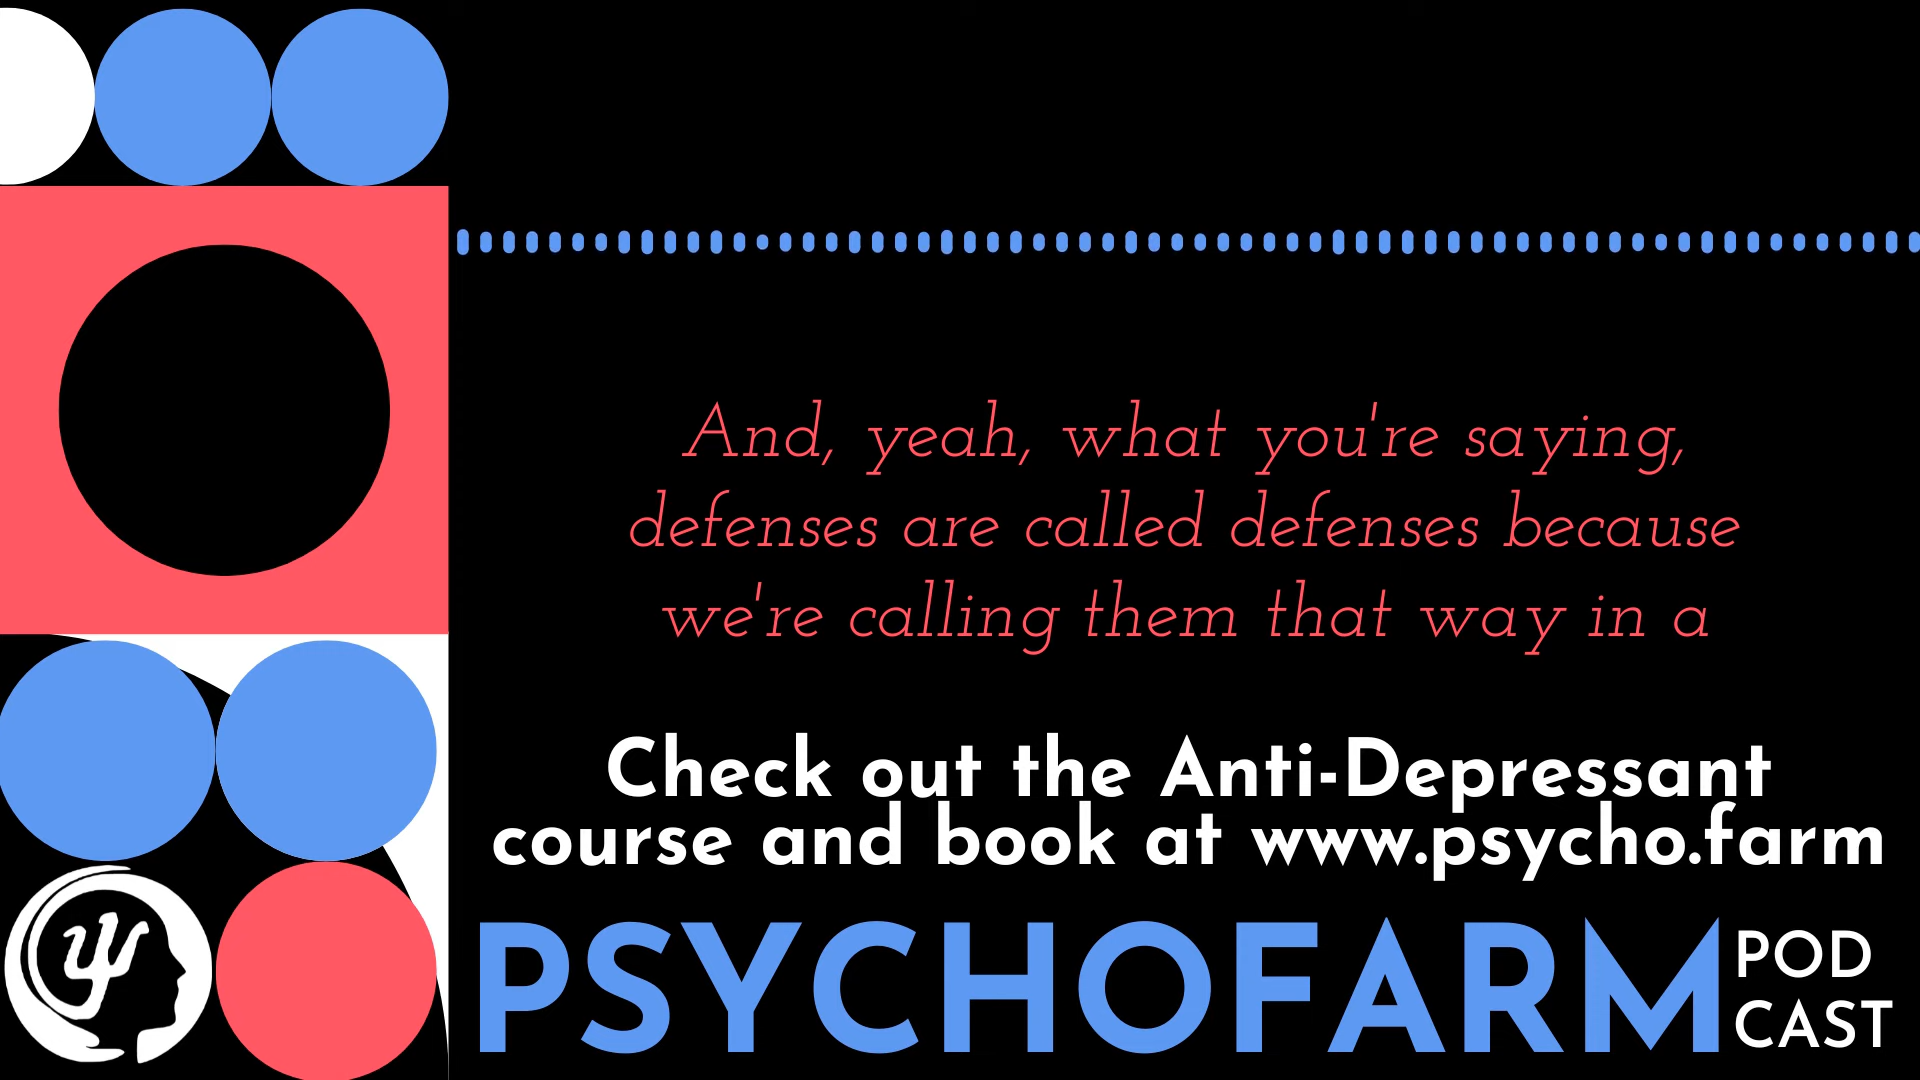 And, yeah, what you're saying,
defenses are called defenses because
we're calling them that way in a
Check out the Anti-Depressant
course and book at www.psycho.farm
PSYCHOFARM
POD
CAST
Ψ